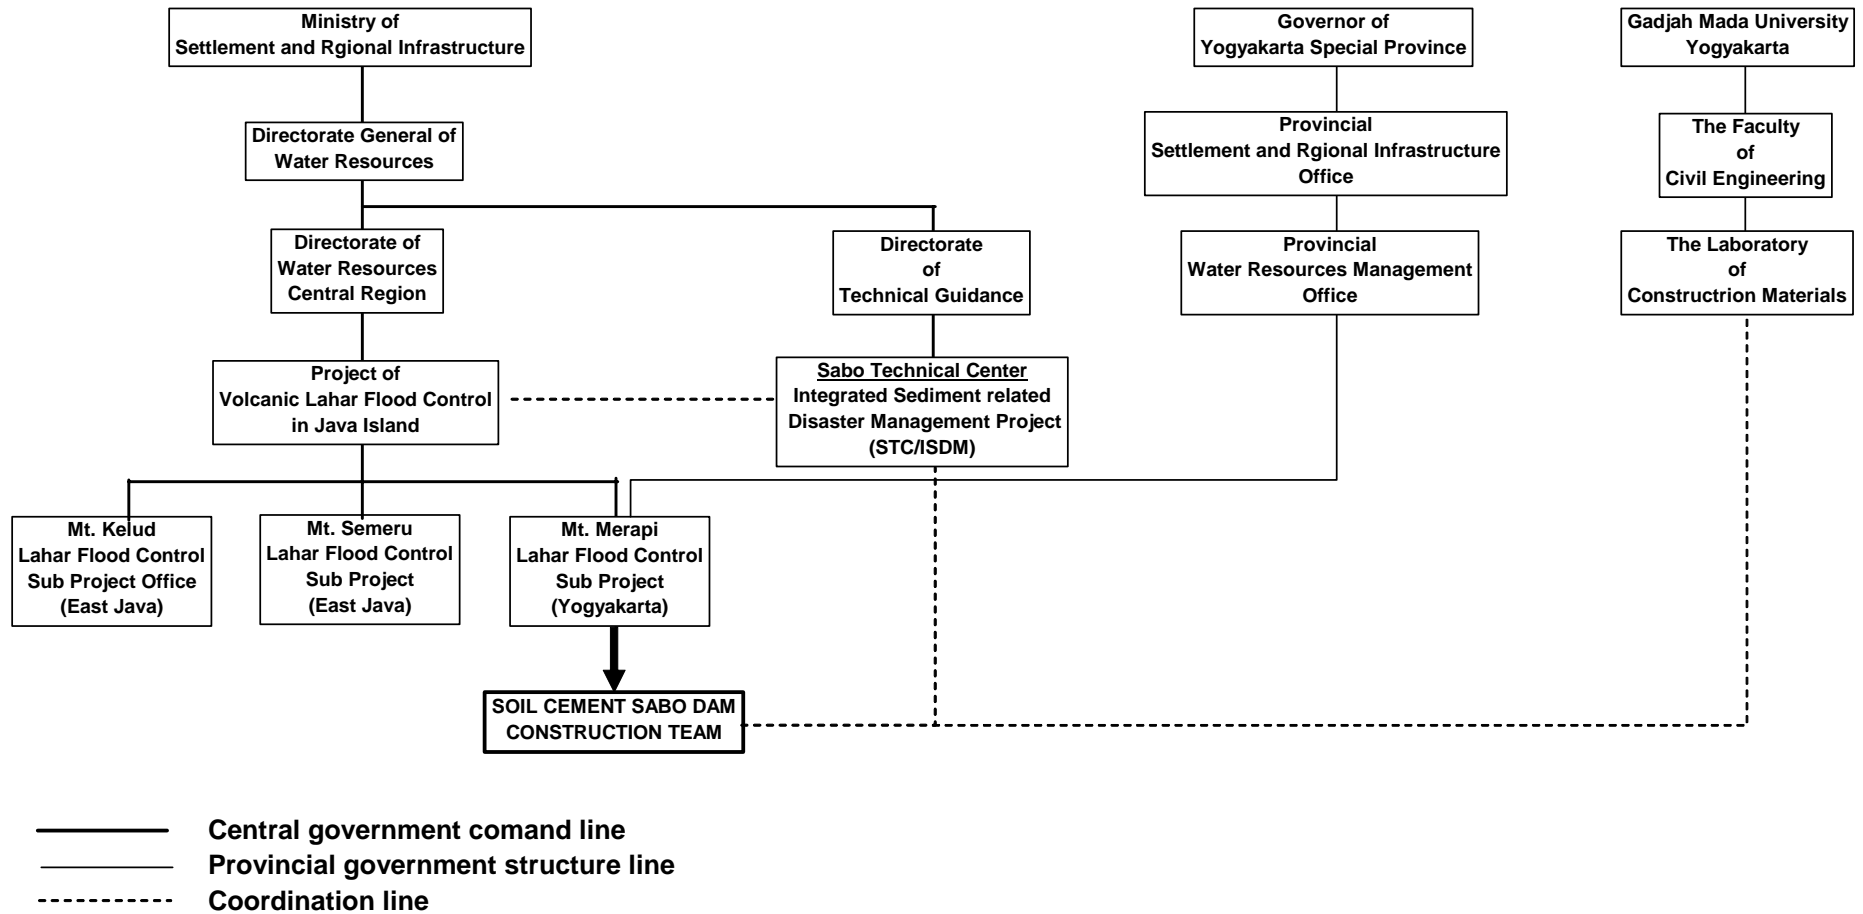 Ministry of
Settlement and Rgional Infrastructure
Governor of
Yogyakarta Special Province
Gadjah Mada University
Yogyakarta
Directorate General of
Water Resources
Provincial
Settlement and Rgional Infrastructure
Office
The Faculty
of
Civil Engineering
Directorate of
Water Resources
Central Region
Directorate
of
Technical Guidance
Provincial
Water Resources Management
Office
The Laboratory
of
Constructrion Materials
Project of
Volcanic Lahar Flood Control
in Java Island
Sabo Technical Center
Integrated Sediment related
Disaster Management Project
(STC/ISDM)
Mt. Kelud
Lahar Flood Control
Sub Project Office
(East Java)
Mt. Semeru
Lahar Flood Control
Sub Project
(East Java)
Mt. Merapi
Lahar Flood Control
Sub Project
(Yogyakarta)
SOIL CEMENT SABO DAM
CONSTRUCTION TEAM
Central government comand line
Provincial government structure line
Coordination line